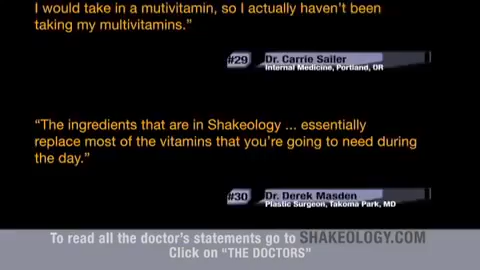 I would take in a mutivitamin, so I actually haven't been
taking my multivitamins.”
#29 Dr. Carrie Sailer
Internal Medicine, Portland, OR
“The ingredients that are in Shakeology ... essentially
replace most of the vitamins that you're going to need during
the day.”
#30 Dr. Derek Masden
Plastic Surgeon, Takoma Park, MD
To read all the doctor's statements go to SHAKEOLOGY.COM
Click on “THE DOCTORS”